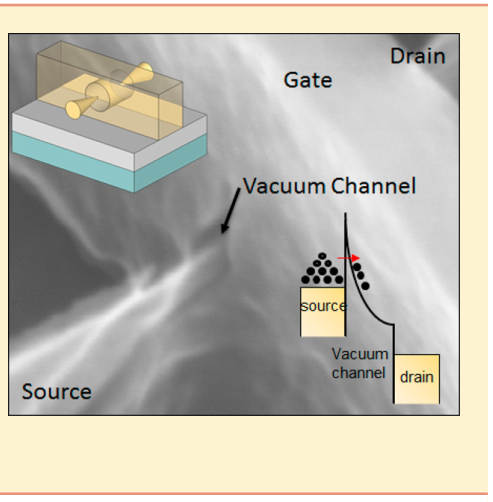 Drain
Gate
Vacuum Channel
source
Vacuum
channel
drain
Source